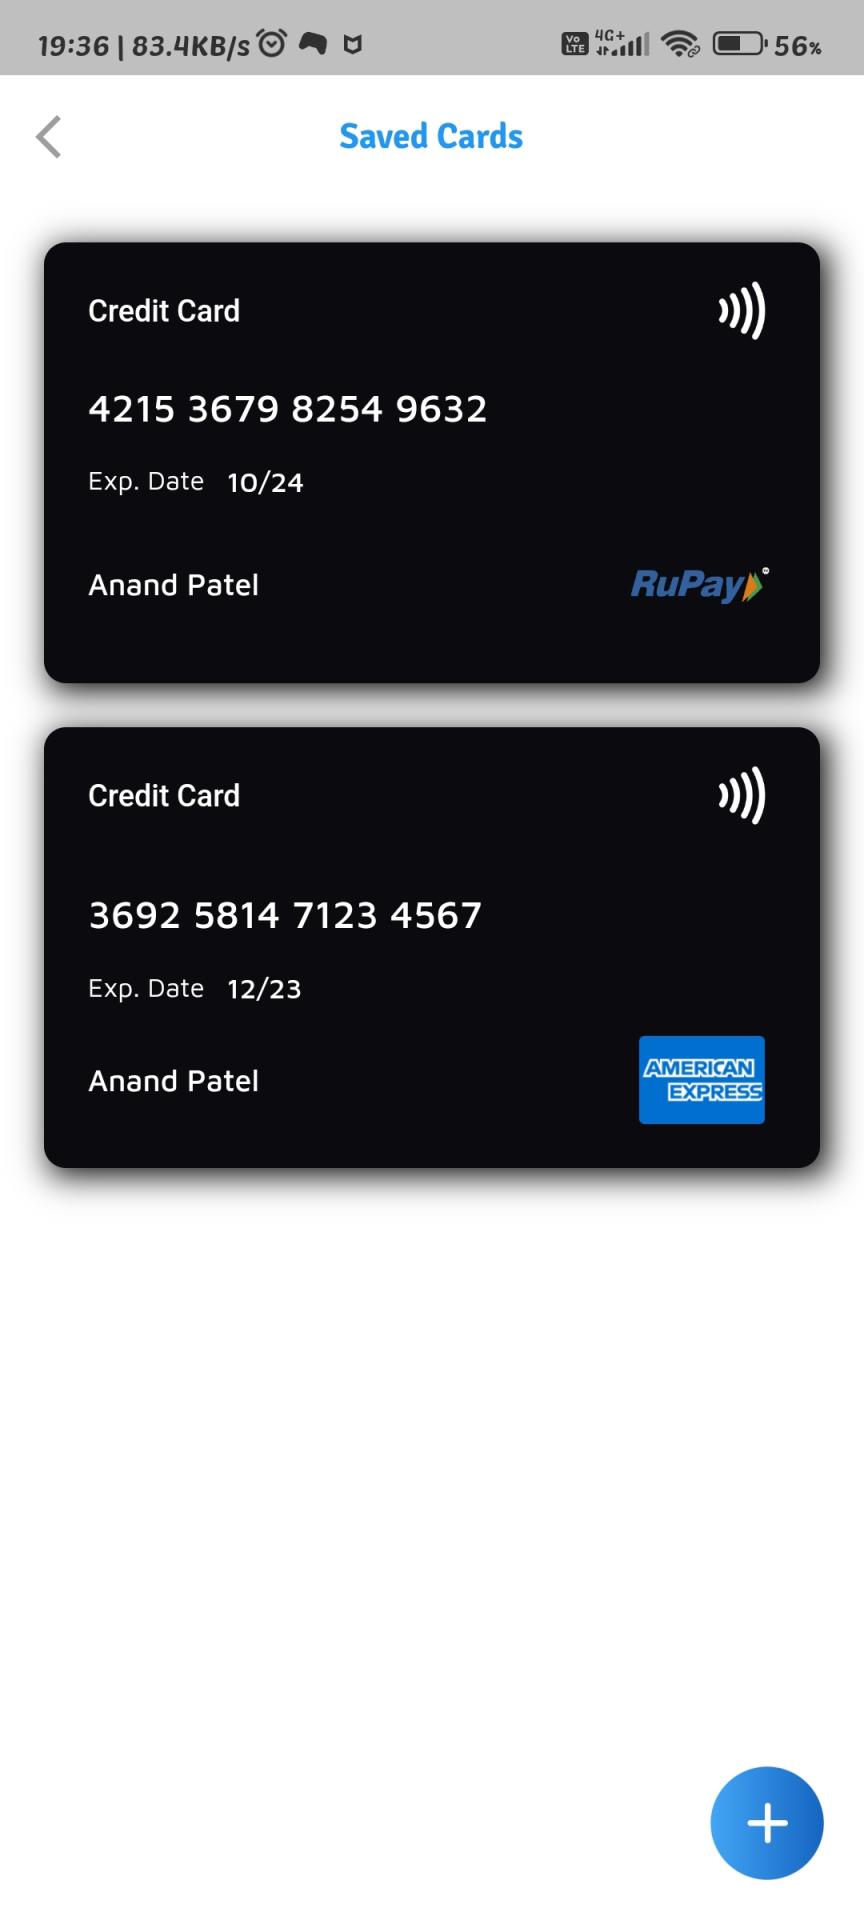 19:36 | 83.4KB/s Vo LTE 4G+ 56%
Saved Cards
Credit Card
4215 3679 8254 9632
Exp. Date 10/24
Anand Patel RuPay
Credit Card
3692 5814 7123 4567
Exp. Date 12/23
Anand Patel AMERICAN
EXPRESS